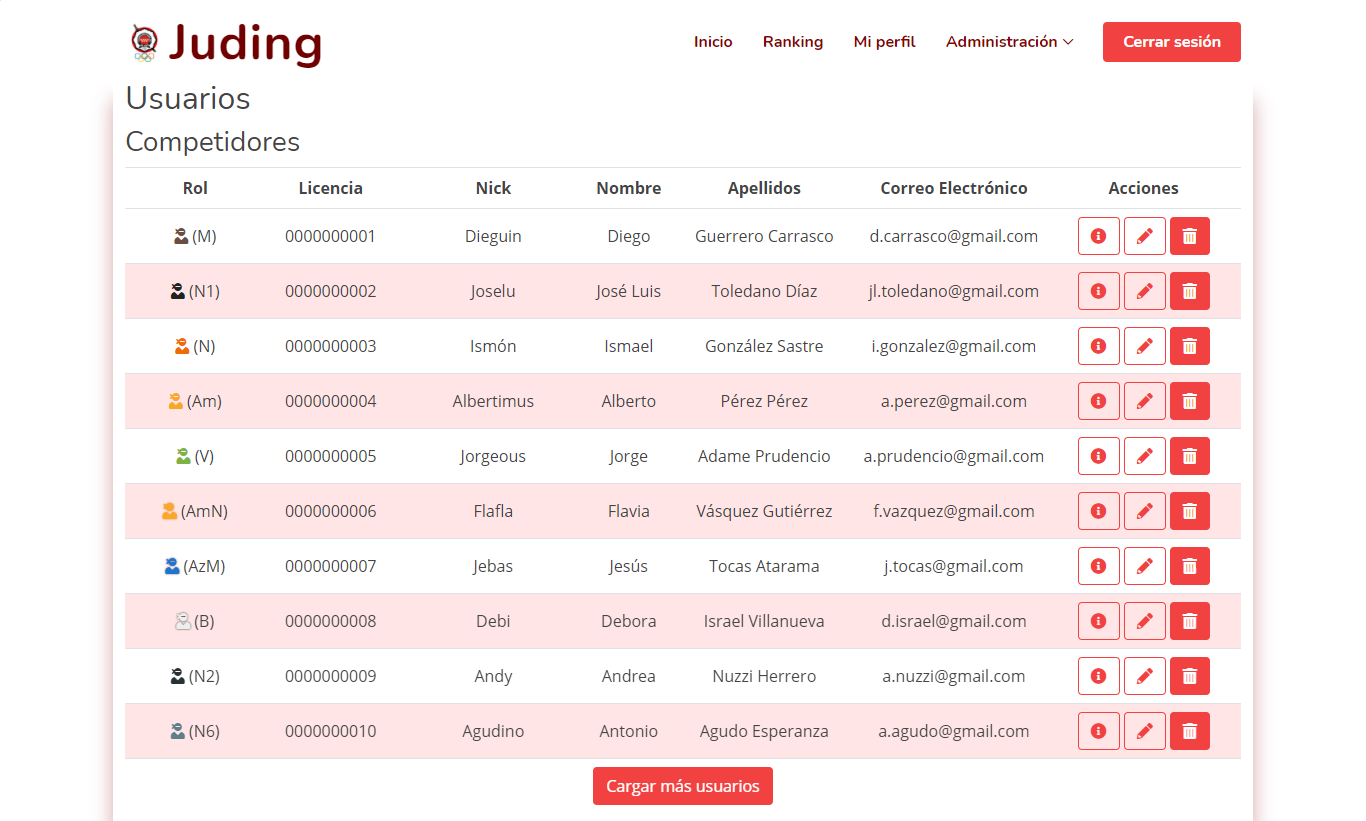 Juding
Inicio Ranking Mi perfil Administración Cerrar sesión
Usuarios
Competidores
Rol Licencia Nick Nombre Apellidos Correo Electrónico Acciones
(M) 0000000001 Dieguin Diego Guerrero Carrasco d.carrasco@gmail.com
(N1) 0000000002 Joselu José Luis Toledano Díaz jl.toledano@gmail.com
(N) 0000000003 Ismón Ismael González Sastre i.gonzalez@gmail.com
(Am) 0000000004 Albertimus Alberto Pérez Pérez a.perez@gmail.com
(V) 0000000005 Jorgeous Jorge Adame Prudencio a.prudencio@gmail.com
(AmN) 0000000006 Flafla Flavia Vásquez Gutiérrez f.vazquez@gmail.com
(AzM) 0000000007 Jebas Jesús Tocas Atarama j.tocas@gmail.com
(B) 0000000008 Debi Debora Israel Villanueva d.israel@gmail.com
(N2) 0000000009 Andy Andrea Nuzzi Herrero a.nuzzi@gmail.com
(N6) 0000000010 Agudino Antonio Agudo Esperanza a.agudo@gmail.com
Cargar más usuarios